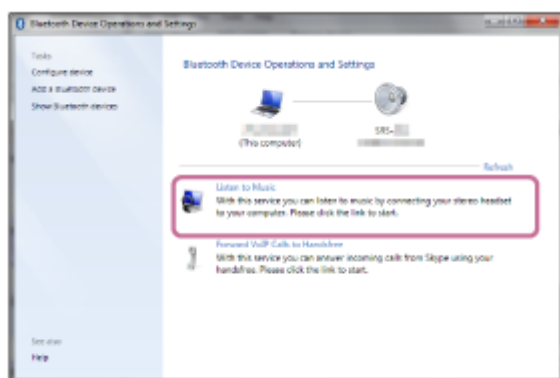 Bluetooth Device Operations and Settings
Tasks
Configure device
Add a Bluetooth device
Show Bluetooth devices
Bluetooth Device Operations and Settings
(This computer)
SRS-
Refresh
Listen to Music
With this service you can listen to music by connecting your stereo headset
to your computer. Please click the link to start.
Forward VoIP Calls to Handsfree
With this service you can answer incoming calls from Skype using your
handsfree. Please click the link to start.
See also
Help